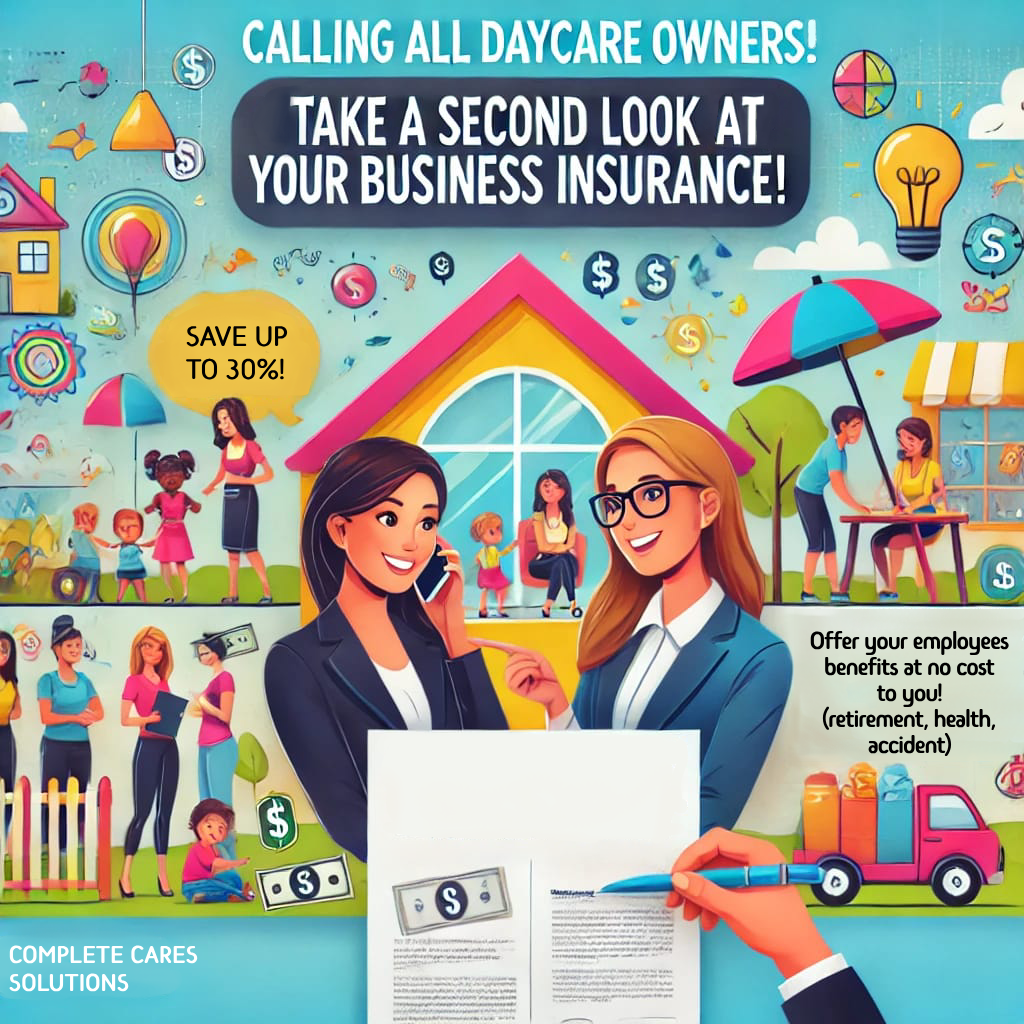 CALLING ALL DAYCARE OWNERS!
TAKE A SECOND LOOK AT
YOUR BUSINESS INSURANCE!
SAVE UP
TO 30%!
Offer your employees
benefits at no cost
to you!
(retirement, health,
accident)
COMPLETE CARES
SOLUTIONS